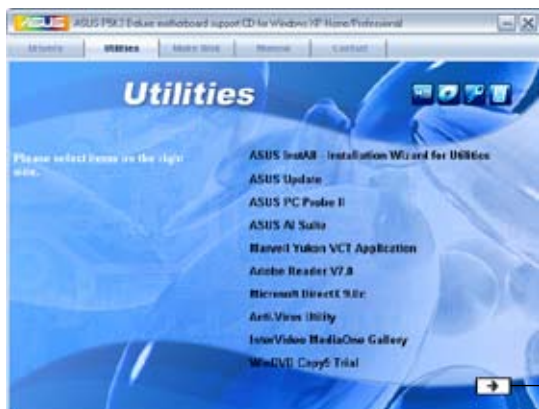 ASUS ASUS P5K3 Deluxe motherboard support CD for Windows XP Home/Professional
Drivers Utilities Make Disk Manual Contact
Utilities
Please select items on the right
side.
ASUS InstAll - Installation Wizard for Utilities
ASUS Update
ASUS PC Probe II
ASUS AI Suite
Marvell Yukon VCT Application
Adobe Reader V7.0
Microsoft DirectX 9.0c
Anti-Virus Utility
InterVideo MediaOne Gallery
WinDVD Copy5 Trial